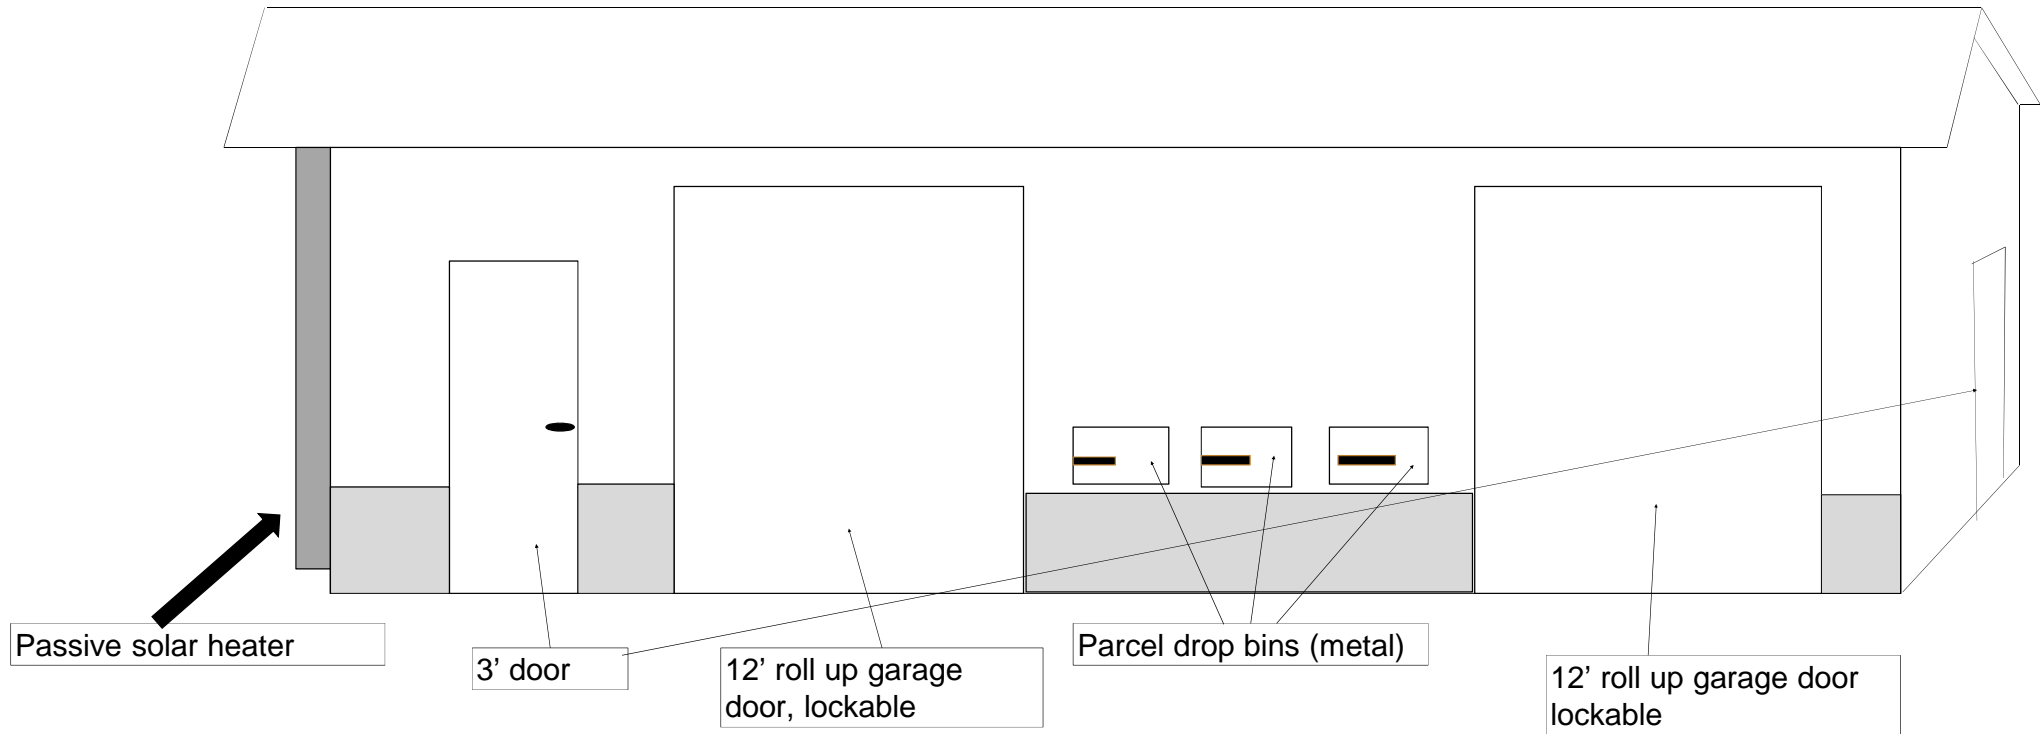 Passive solar heater
3’ door
12’ roll up garage
door, lockable
Parcel drop bins (metal)
12’ roll up garage door
lockable